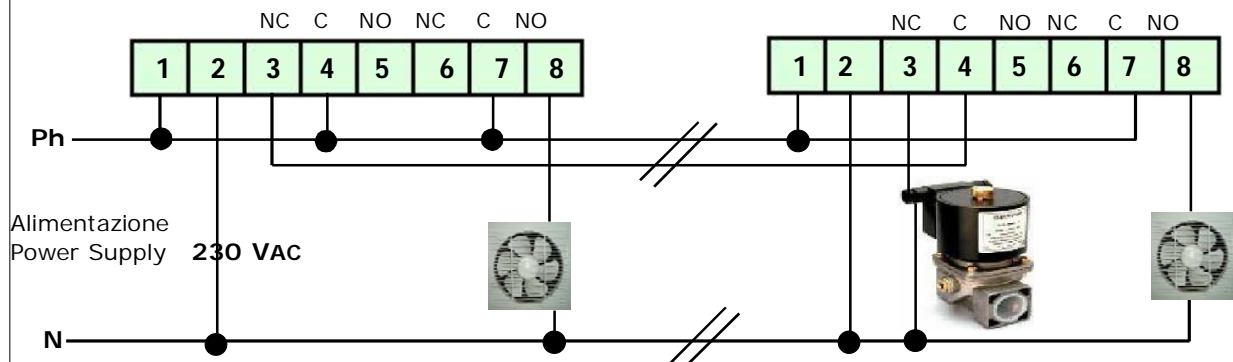 NC C NO NC C NO
NC C NO NC C NO
1 2 3 4 5 6 7 8
1 2 3 4 5 6 7 8
Ph
Alimentazione
Power Supply 230 VAC
N